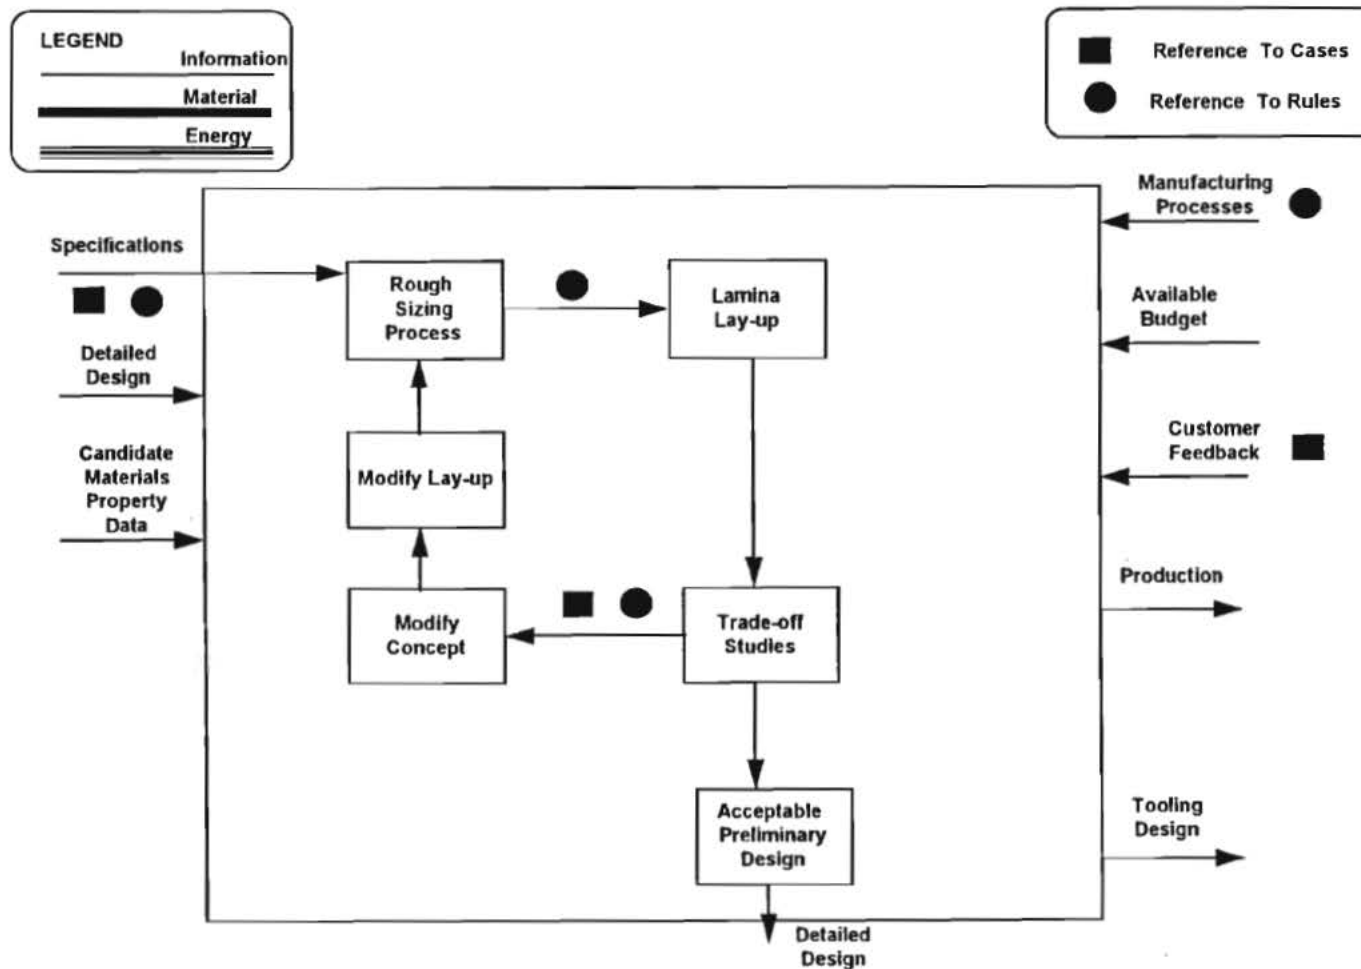 LEGEND
Information
Material
Energy
Reference To Cases
Reference To Rules
Manufacturing
Processes
Specifications
Rough
Sizing
Process
Lamina
Lay-up
Available
Budget
Detailed
Design
Customer
Feedback
Candidate
Materials
Property
Data
Modify Lay-up
Production
Modify
Concept
Trade-off
Studies
Acceptable
Preliminary
Design
Tooling
Design
Detailed
Design